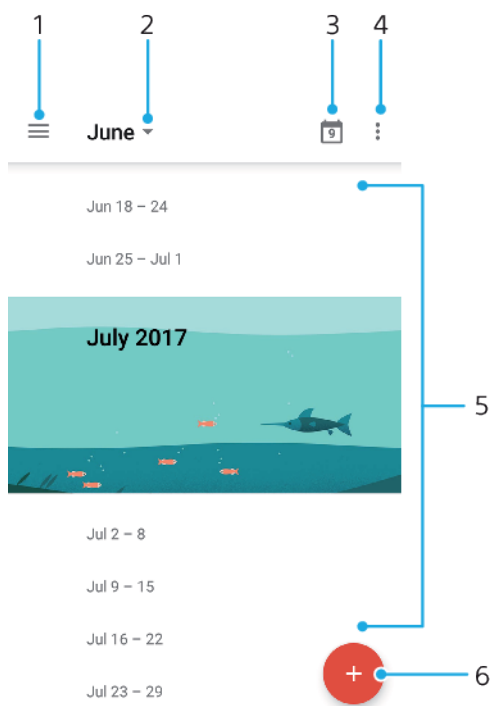 1 2 3 4
June 9
Jun 18 – 24
Jun 25 – Jul 1
July 2017
5
Jul 2 – 8
Jul 9 – 15
Jul 16 – 22
+ 6
Jul 23 – 29